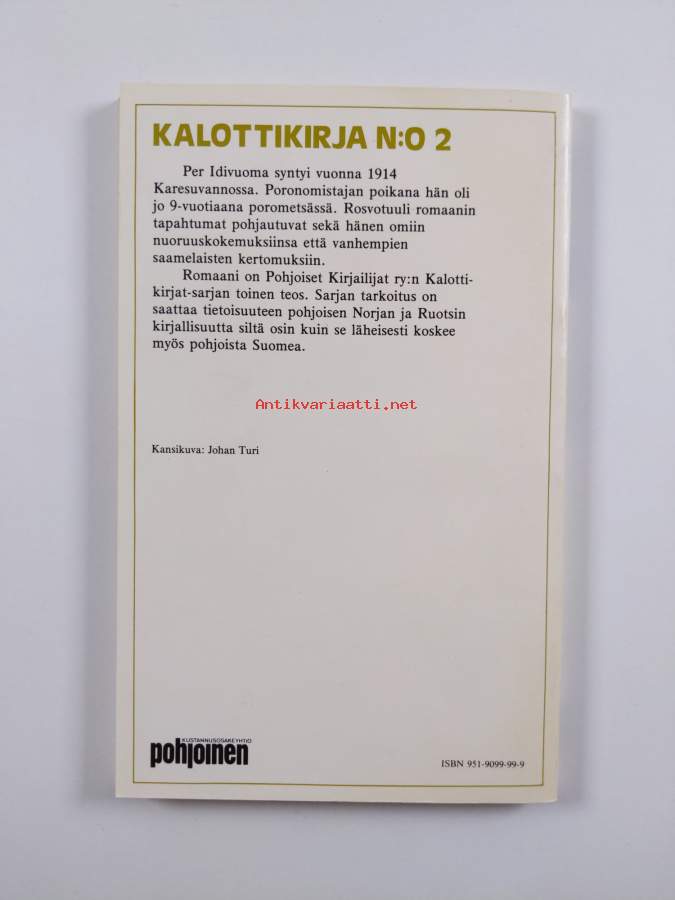 KALOTTIKIRJA N:O 2
Per Idivuoma syntyi vuonna 1914
Karesuvannossa. Poronomistajan poikana hän oli
jo 9-vuotiaana porometsässä. Rosvotuuli romaanin
tapahtumat pohjautuvat sekä hänen omiin
nuoruuskokemuksiinsa että vanhempien
saamelaisten kertomuksiin.
Romaani on Pohjoiset Kirjailijat ry:n Kalotti-
kirjat-sarjan toinen teos. Sarjan tarkoitus on
saattaa tietoisuuteen pohjoisen Norjan ja Ruotsin
kirjallisuutta siltä osin kuin se läheisesti koskee
myös pohjoista Suomea.
Antikvariaatti.net
Kansikuva: Johan Turi
KUSTANNUSOSAKEYHTIÖ
pohjoinen
ISBN 951-9099-99-9